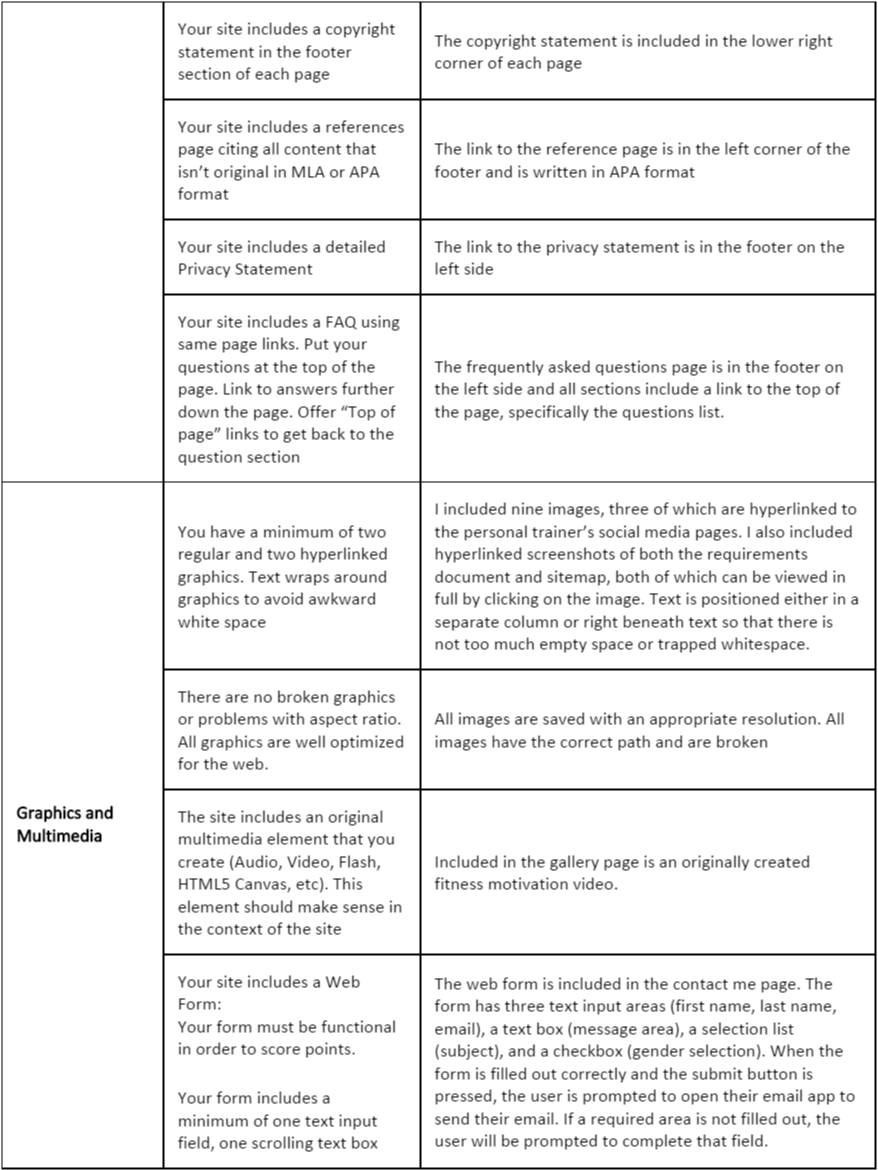 Your site includes a copyright
statement in the footer
section of each page
The copyright statement is included in the lower right
corner of each page
Your site includes a references
page citing all content that
isn’t original in MLA or APA
format
The link to the reference page is in the left corner of the
footer and is written in APA format
Your site includes a detailed
Privacy Statement
The link to the privacy statement is in the footer on the
left side
Your site includes a FAQ using
same page links. Put your
questions at the top of the
page. Link to answers further
down the page. Offer “Top of
page” links to get back to the
question section
The frequently asked questions page is in the footer on
the left side and all sections include a link to the top of
the page, specifically the questions list.
Graphics and
Multimedia
You have a minimum of two
regular and two hyperlinked
graphics. Text wraps around
graphics to avoid awkward
white space
I included nine images, three of which are hyperlinked to
the personal trainer’s social media pages. I also included
hyperlinked screenshots of both the requirements
document and sitemap, both of which can be viewed in
full by clicking on the image. Text is positioned either in a
separate column or right beneath text so that there is
not too much empty space or trapped whitespace.
There are no broken graphics
or problems with aspect ratio.
All graphics are well optimized
for the web.
All images are saved with an appropriate resolution. All
images have the correct path and are broken
The site includes an original
multimedia element that you
create (Audio, Video, Flash,
HTML5 Canvas, etc). This
element should make sense in
the context of the site
Included in the gallery page is an originally created
fitness motivation video.
Your site includes a Web
Form:
Your form must be functional
in order to score points.
Your form includes a
minimum of one text input
field, one scrolling text box
The web form is included in the contact me page. The
form has three text input areas (first name, last name,
email), a text box (message area), a selection list
(subject), and a checkbox (gender selection). When the
form is filled out correctly and the submit button is
pressed, the user is prompted to open their email app to
send their email. If a required area is not filled out, the
user will be prompted to complete that field.